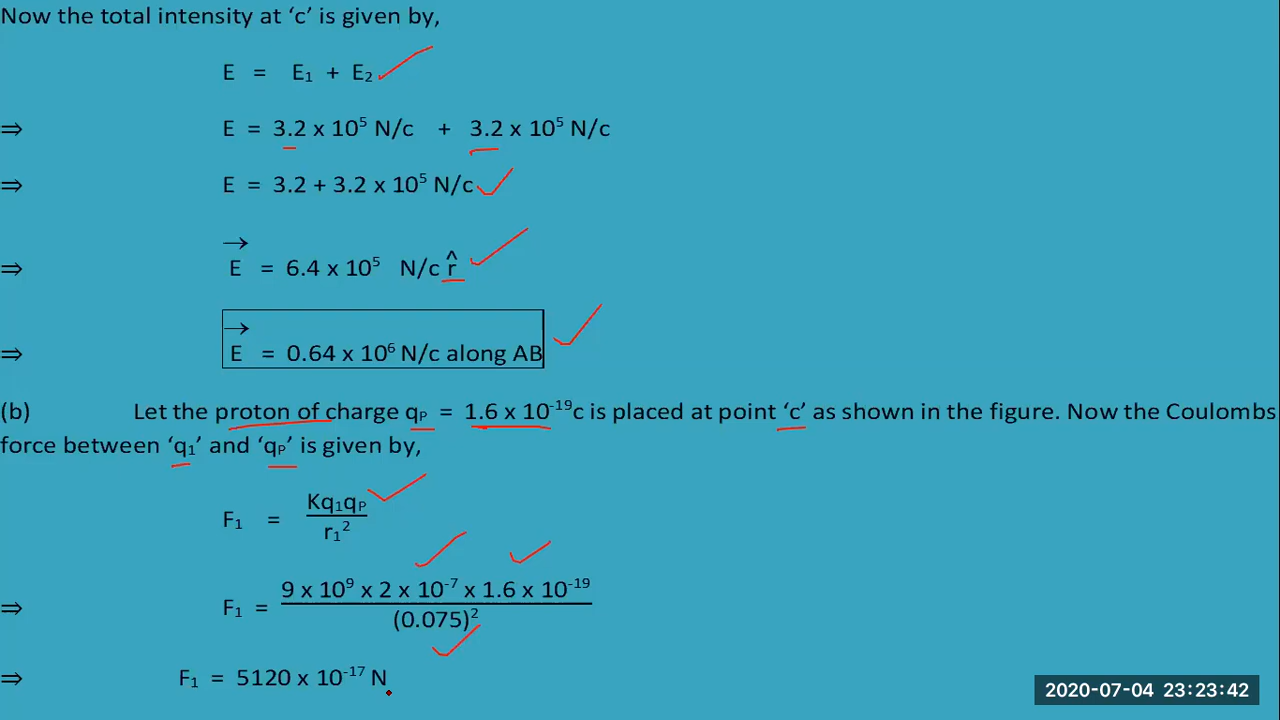 Now the total intensity at ‘c’ is given by,
E = E₁ + E₂
⇒ E = 3.2 x 10⁵ N/c + 3.2 x 10⁵ N/c
⇒ E = 3.2 + 3.2 x 10⁵ N/c
⇒ E⃗ = 6.4 x 10⁵ N/c r̂
⇒ E⃗ = 0.64 x 10⁶ N/c along AB
(b) Let the proton of charge qₚ = 1.6 x 10⁻¹⁹c is placed at point ‘c’ as shown in the figure. Now the Coulombs
force between ‘q₁’ and ‘qₚ’ is given by,
F₁ = Kq₁qₚ / r₁²
⇒ F₁ = 9 x 10⁹ x 2 x 10⁻⁷ x 1.6 x 10⁻¹⁹ / (0.075)²
⇒ F₁ = 5120 x 10⁻¹⁷ N
2020-07-04 23:23:42